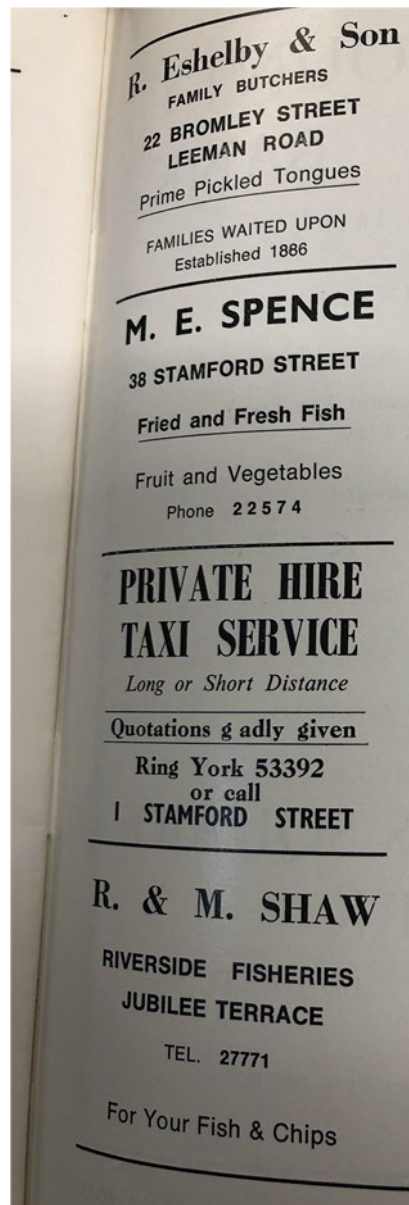 R. Eshelby & Son
FAMILY BUTCHERS
22 BROMLEY STREET
LEEMAN ROAD
Prime Pickled Tongues
FAMILIES WAITED UPON
Established 1886
M. E. SPENCE
38 STAMFORD STREET
Fried and Fresh Fish
Fruit and Vegetables
Phone 22574
PRIVATE HIRE
TAXI SERVICE
Long or Short Distance
Quotations g adly given
Ring York 53392
or call
1 STAMFORD STREET
R. & M. SHAW
RIVERSIDE FISHERIES
JUBILEE TERRACE
TEL. 27771
For Your Fish & Chips